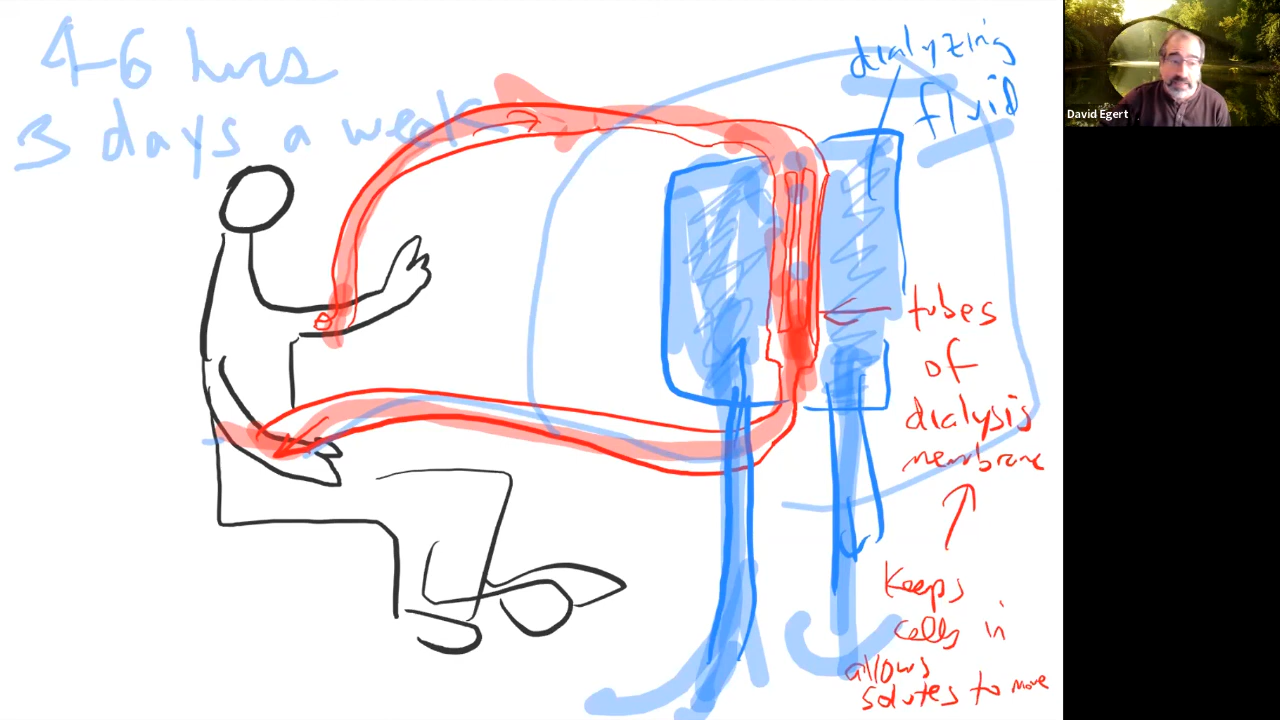 4-6 hours
3 days a week
dialyzing
fluid
David Egert
tubes
of
dialysis
membrane
Keeps
cells in
allows
solutes to move